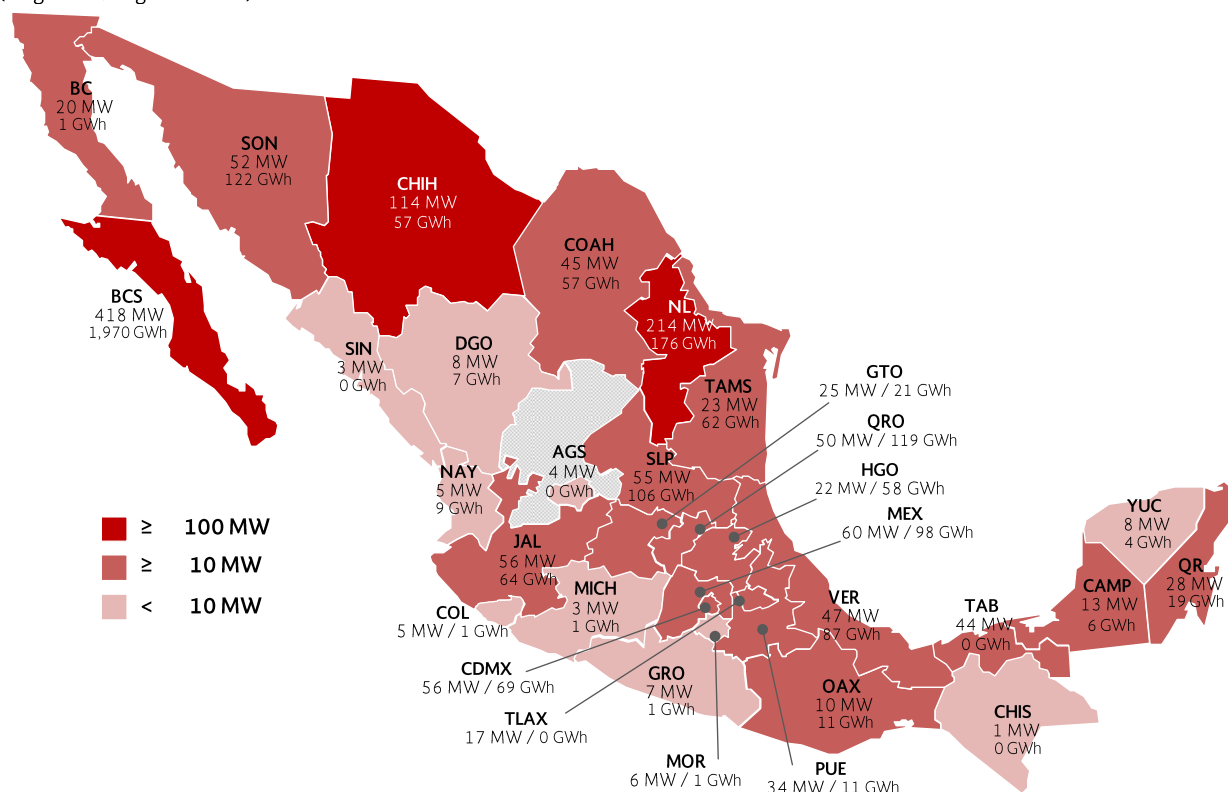 BC
20 MW
1 GWh
SON
52 MW
122 GWh
CHIH
114 MW
57 GWh
COAH
45 MW
57 GWh
BCS
418 MW
1,970 GWh
NL
214 MW
176 GWh
SIN
3 MW
0 GWh
DGO
8 MW
7 GWh
TAMS
23 MW
62 GWh
GTO
25 MW / 21 GWh
QRO
50 MW / 119 GWh
HGO
22 MW / 58 GWh
MEX
60 MW / 98 GWh
AGS
4 MW
0 GWh
SLP
55 MW
106 GWh
NAY
5 MW
9 GWh
≥ 100 MW
≥ 10 MW
< 10 MW
JAL
56 MW
64 GWh
MICH
3 MW
1 GWh
COL
5 MW / 1 GWh
VER
47 MW
87 GWh
TAB
44 MW
0 GWh
YUC
8 MW
4 GWh
CAMP
13 MW
6 GWh
QR
28 MW
19 GWh
CDMX
56 MW / 69 GWh
TLAX
17 MW / 0 GWh
GRO
7 MW
1 GWh
OAX
10 MW
11 GWh
CHIS
1 MW
0 GWh
MOR
6 MW / 1 GWh
PUE
34 MW / 11 GWh